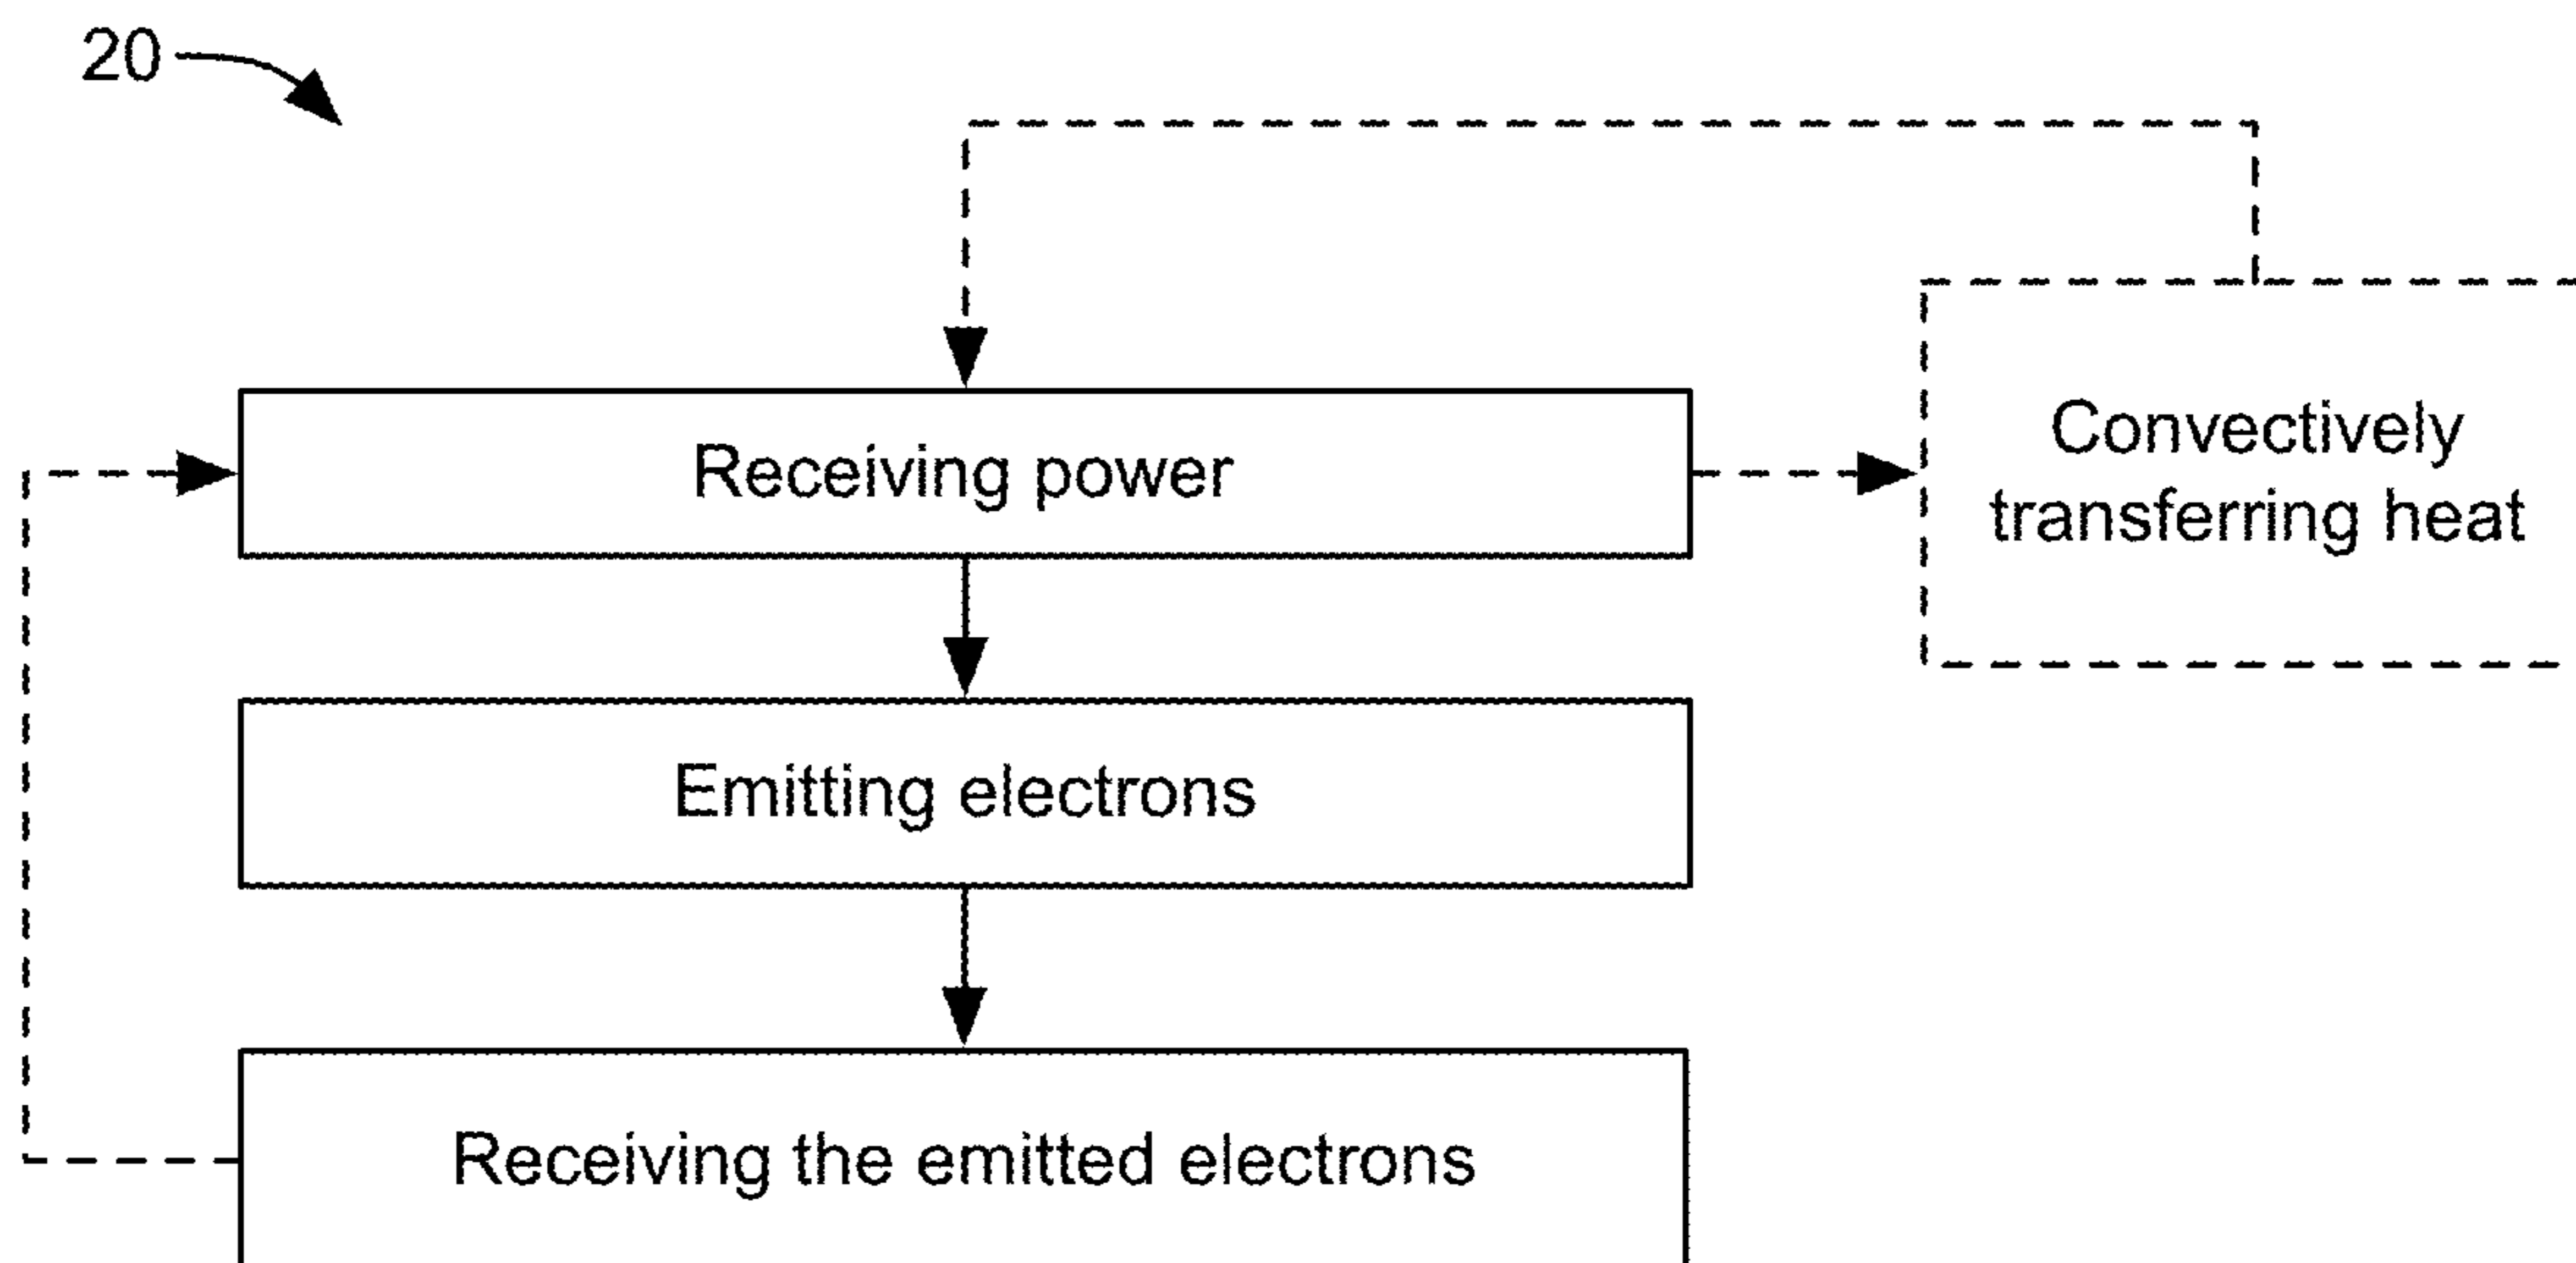 20
Receiving power
Convectively
transferring heat
Emitting electrons
Receiving the emitted electrons